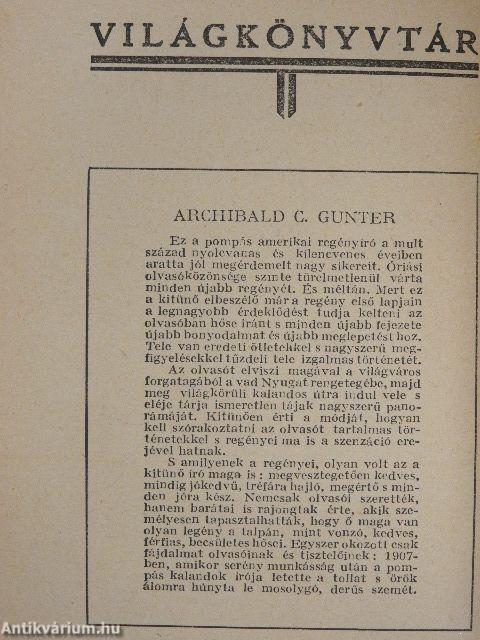 VILÁGKÖNYVTÁR
ARCHIBALD C. GUNTER
Ez a pompás amerikai regényíró a mult
század nyolcvanas és kilencvenes éveiben
aratta jól megérdemelt nagy sikereit. Óriási
olvasóközönsége szinte türelmetlenül várta
minden újabb regényét. És méltán. Mert ez
a kitünő elbeszélő már a regény első lapjain
a legnagyobb érdeklődést tudja kelteni az
olvasóban hőse iránt s minden újabb fejezete
újabb bonyodalmat és újabb meglepetést hoz.
Tele van eredeti ötletekkel s nagyszerű meg-
figyelésekkel tűzdeli tele izgalmas történetét.
Az olvasót elviszi magával a világváros
forgatagából a vad Nyugat rengetegébe, majd
meg világkörüli kalandos útra indul vele s
eléje tárja ismeretlen tájak nagyszerű pano-
rámáját. Kitünően érti a módját, hogyan
kell szórakoztatni az olvasót tartalmas tör-
ténetekkel s regényei ma is a szenzáció ere-
jével hatnak.
S amilyenek a regényei, olyan volt az a
kitünő író maga is : megvesztegetően kedves,
mindig jókedvű, tréfára hajló, megértő s min-
den jóra kész. Nemcsak olvasói szerették,
hanem barátai is rajongtak érte, akik sze-
mélyesen tapasztalhatták, hogy ő maga van
olyan legény a talpán, mint vonzó, kedves,
férfias, becsületes hősei. Egyszer okozott csak
fájdalmat olvasóinak és tisztelőinek : 1907-
ben, amikor serény munkásság után a pom-
pás kalandok írója letette a tollat s örök
álomra húnyta le mosolygó, derűs szemét.
Antikvárium.hu